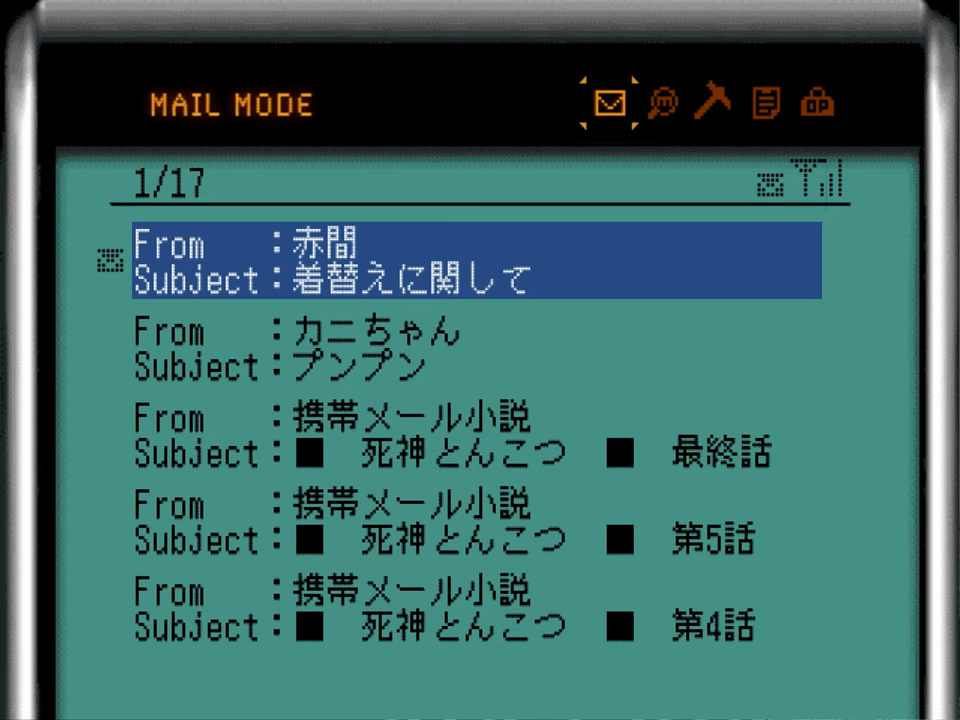 MAIL MODE
1/17
From :赤間
Subject:着替えに関して
From :カニちゃん
Subject:プンプン
From :携帯メール小説
Subject:■ 死神とんこつ ■ 最終話
From :携帯メール小説
Subject:■ 死神とんこつ ■ 第5話
From :携帯メール小説
Subject:■ 死神とんこつ ■ 第4話